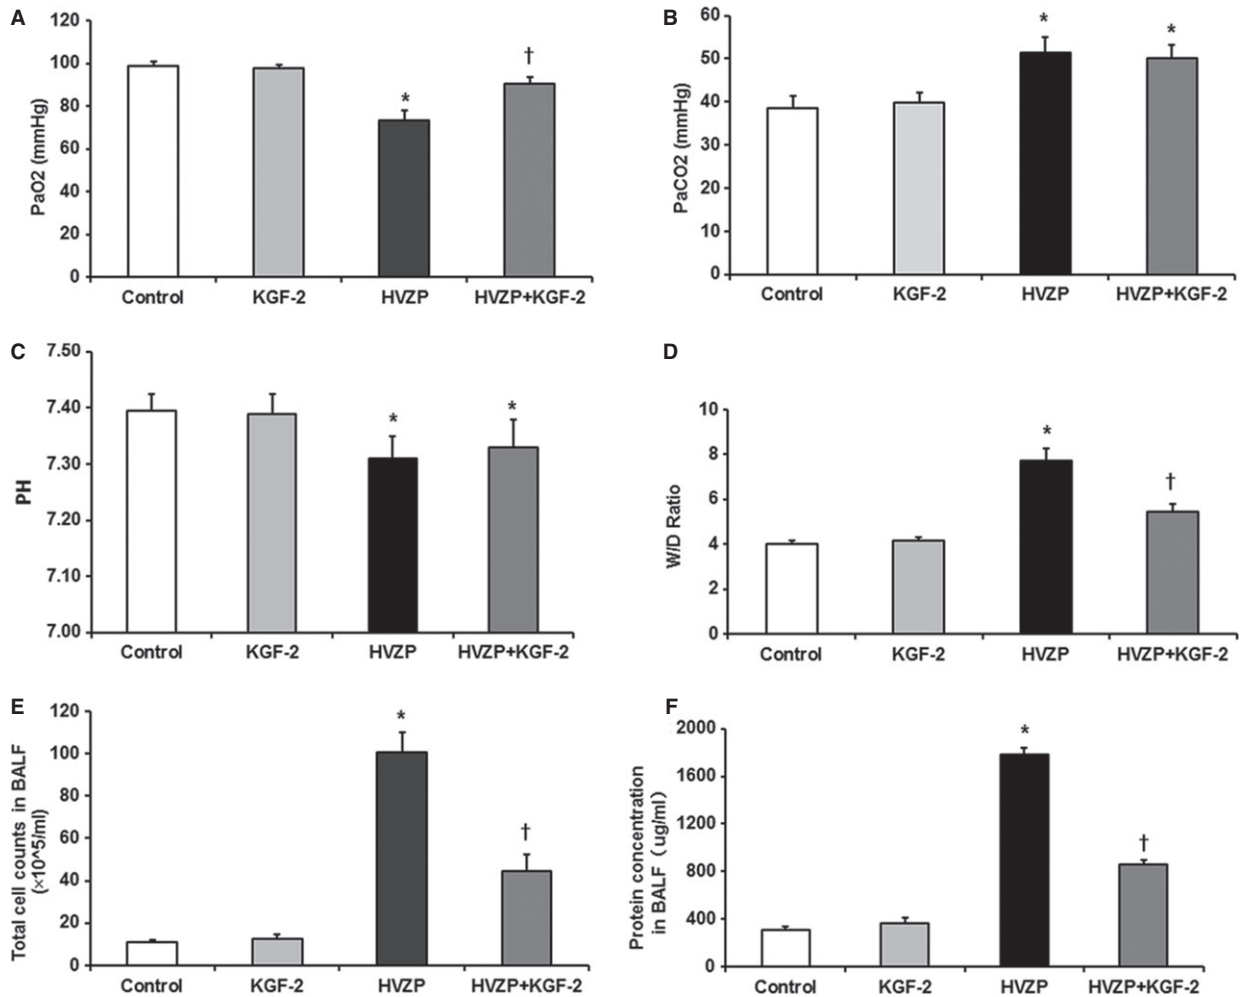 A
120
100
80
60
40
20
0
PaO2 (mmHg)
*
†
Control KGF-2 HVZP HVZP+KGF-2
B
60
50
40
30
20
10
0
PaCO2 (mmHg)
*
*
Control KGF-2 HVZP HVZP+KGF-2
C
7.50
7.40
7.30
7.20
7.10
7.00
PH
*
*
Control KGF-2 HVZP HVZP+KGF-2
D
10
8
6
4
2
0
W/D Ratio
*
†
Control KGF-2 HVZP HVZP+KGF-2
E
120
100
80
60
40
20
0
Total cell counts in BALF
(×10^5/ml)
*
†
Control KGF-2 HVZP HVZP+KGF-2
F
2000
1600
1200
800
400
0
Protein concentration
in BALF（ug/ml）
*
†
Control KGF-2 HVZP HVZP+KGF-2